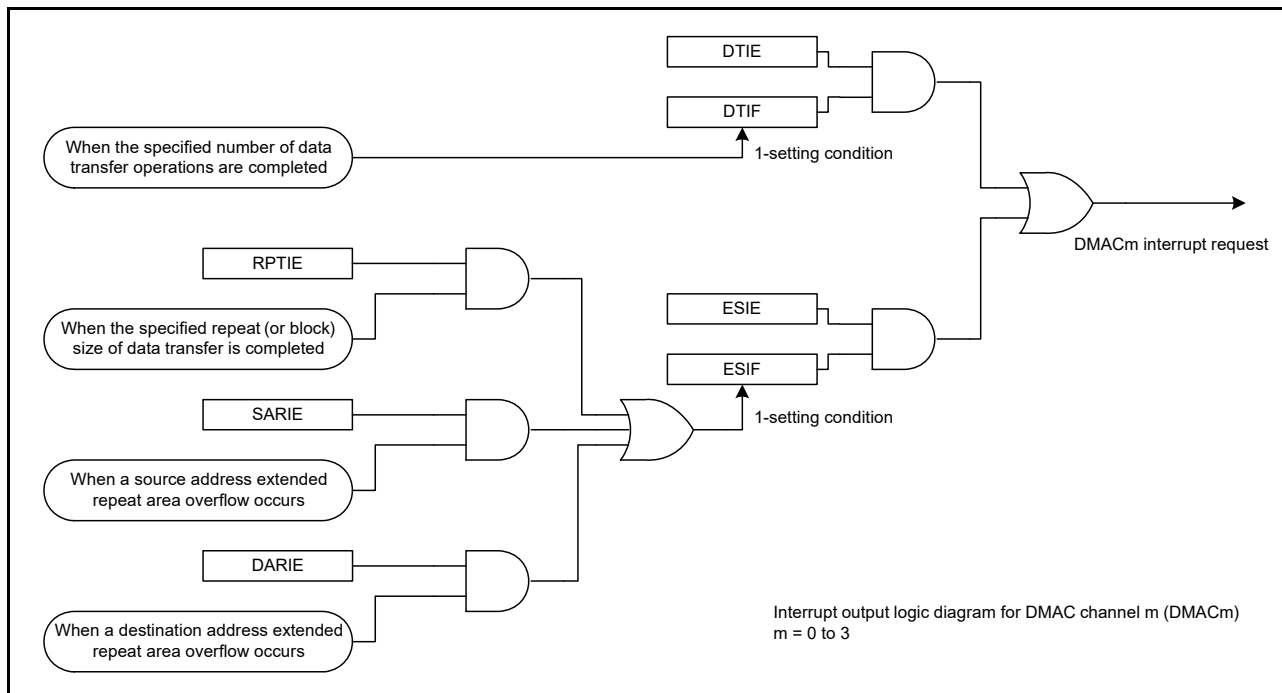 DTIE
DTIF
When the specified number of data
transfer operations are completed
1-setting condition
DMACm interrupt request
RPTIE
When the specified repeat (or block)
size of data transfer is completed
ESIE
ESIF
1-setting condition
SARIE
When a source address extended
repeat area overflow occurs
DARIE
When a destination address extended
repeat area overflow occurs
Interrupt output logic diagram for DMAC channel m (DMACm)
m = 0 to 3